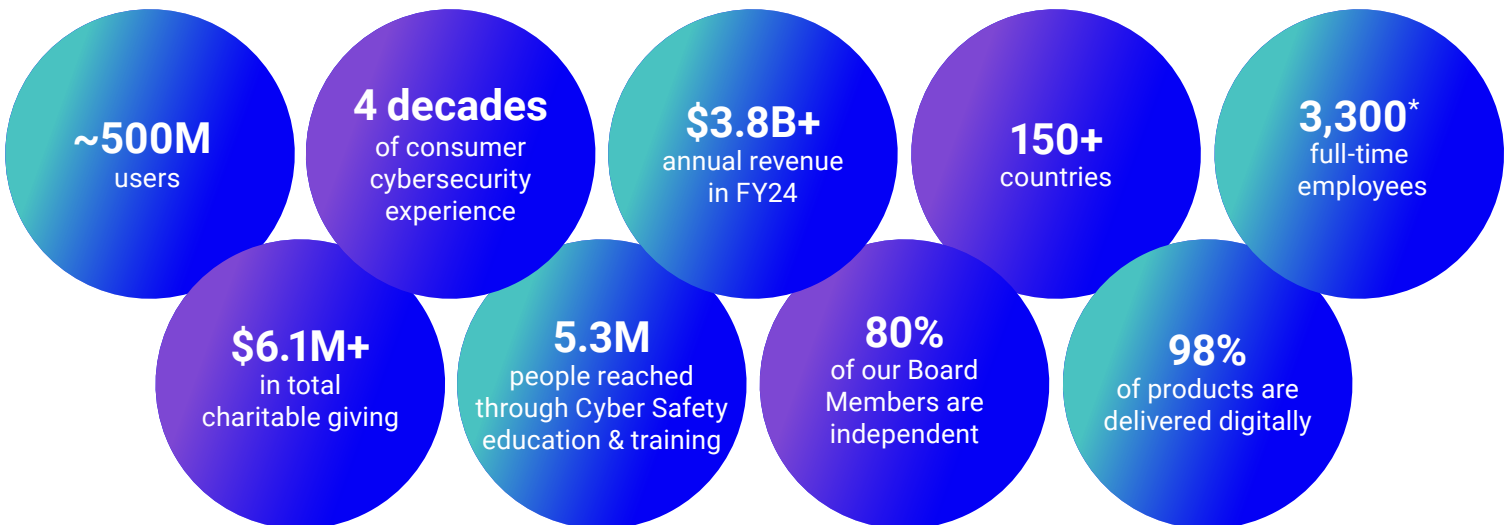 ~500M
users
4 decades
of consumer
cybersecurity
experience
$3.8B+
annual revenue
in FY24
150+
countries
3,300*
full-time
employees
$6.1M+
in total
charitable giving
5.3M
people reached
through Cyber Safety
education & training
80%
of our Board
Members are
independent
98%
of products are
delivered digitally